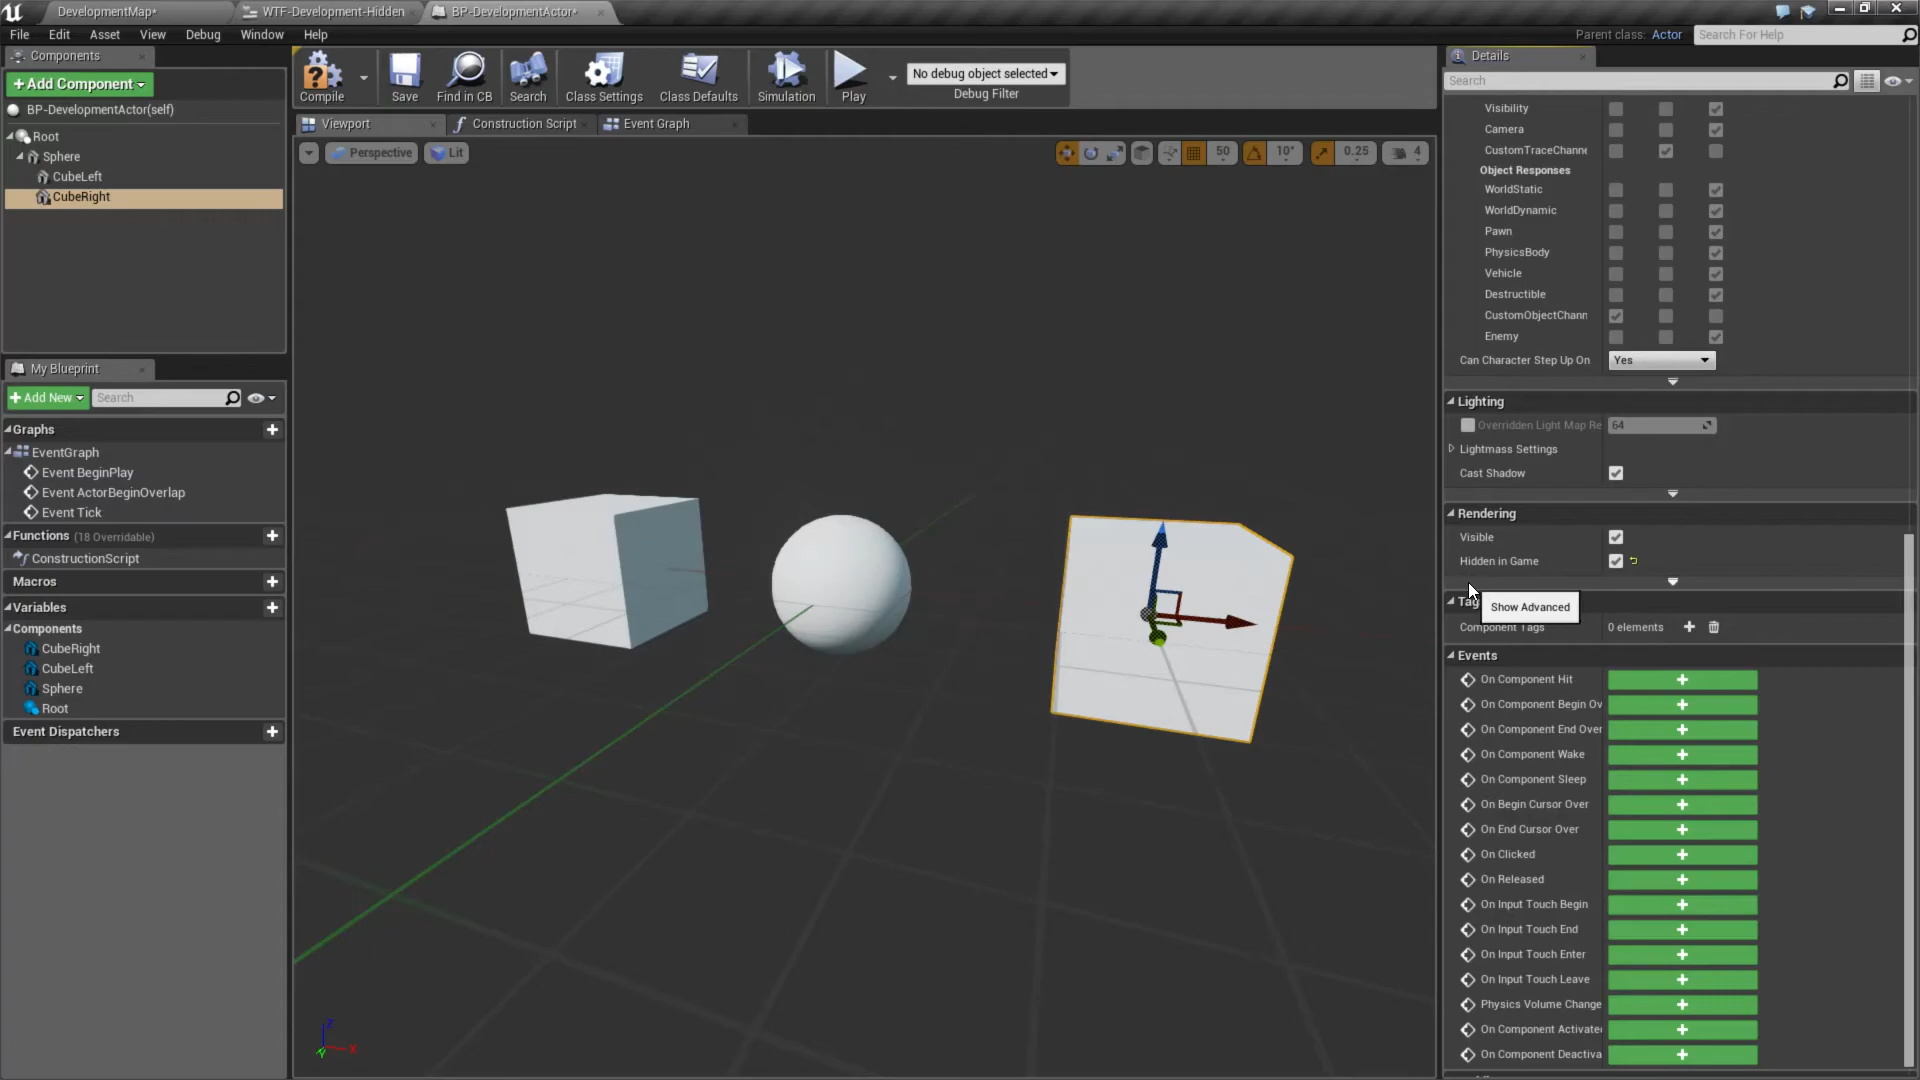 DevelopmentMap*
WTF-Development-Hidden
BP-DevelopmentActor*
File Edit Asset View Debug Window Help
Parent class: Actor
Search For Help
Components
+Add Component
BP-DevelopmentActor(self)
Root
Sphere
CubeLeft
CubeRight
My Blueprint
+Add New
Search
Graphs
EventGraph
Event BeginPlay
Event ActorBeginOverlap
Event Tick
Functions (18 Overridable)
ConstructionScript
Macros
Variables
Components
CubeRight
CubeLeft
Sphere
Root
Event Dispatchers
Compile
Save
Find in CB
Search
Class Settings
Class Defaults
Simulation
Play
No debug object selected
Debug Filter
Viewport
Construction Script
Event Graph
Perspective
Lit
50
10°
0.25
4
Z
X
Y
Details
Search
Visibility
Camera
CustomTraceChanne
Object Responses
WorldStatic
WorldDynamic
Pawn
PhysicsBody
Vehicle
Destructible
CustomObjectChann
Enemy
Can Character Step Up On Yes
Lighting
Overridden Light Map Re 64
Lightmass Settings
Cast Shadow
Rendering
Visible
Hidden in Game
Tag
Show Advanced
Component Tags 0 elements
Events
On Component Hit
On Component Begin Ov
On Component End Over
On Component Wake
On Component Sleep
On Begin Cursor Over
On End Cursor Over
On Clicked
On Released
On Input Touch Begin
On Input Touch End
On Input Touch Enter
On Input Touch Leave
Physics Volume Change
On Component Activate
On Component Deactiva